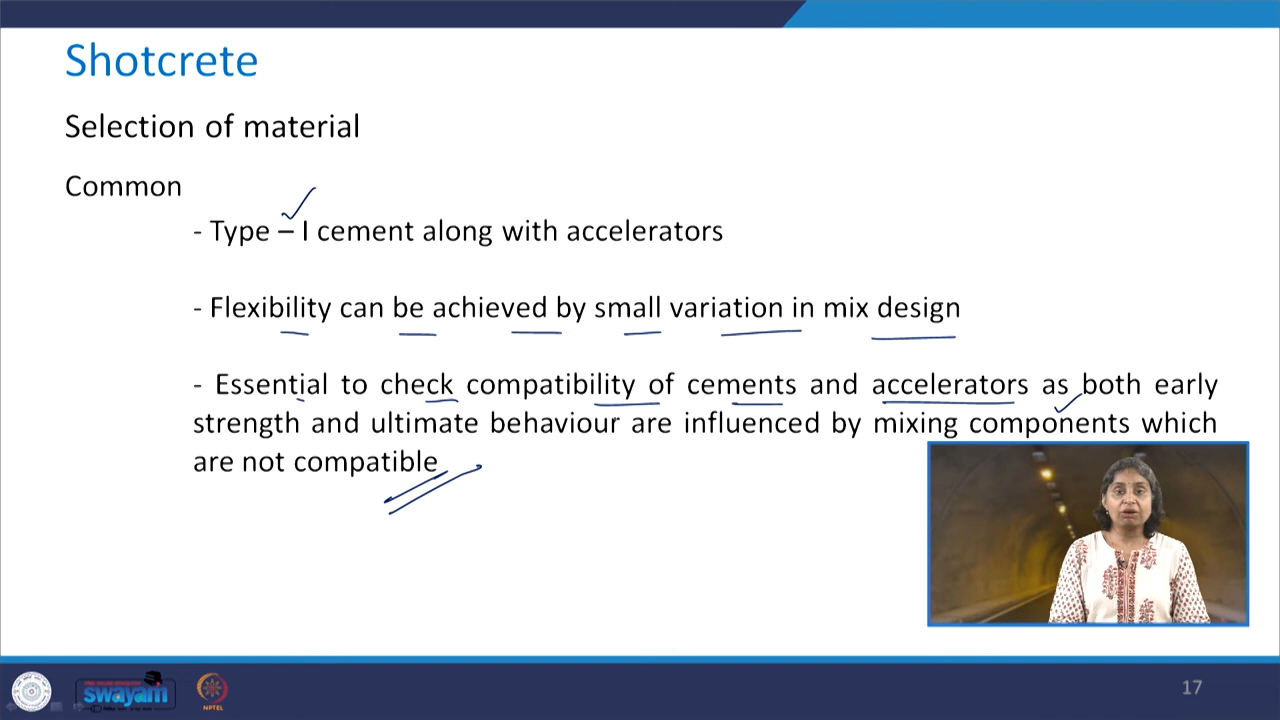 Shotcrete
Selection of material
Common
- Type – I cement along with accelerators
- Flexibility can be achieved by small variation in mix design
- Essential to check compatibility of cements and accelerators as both early
strength and ultimate behaviour are influenced by mixing components which
are not compatible
swayam
NPTEL
17